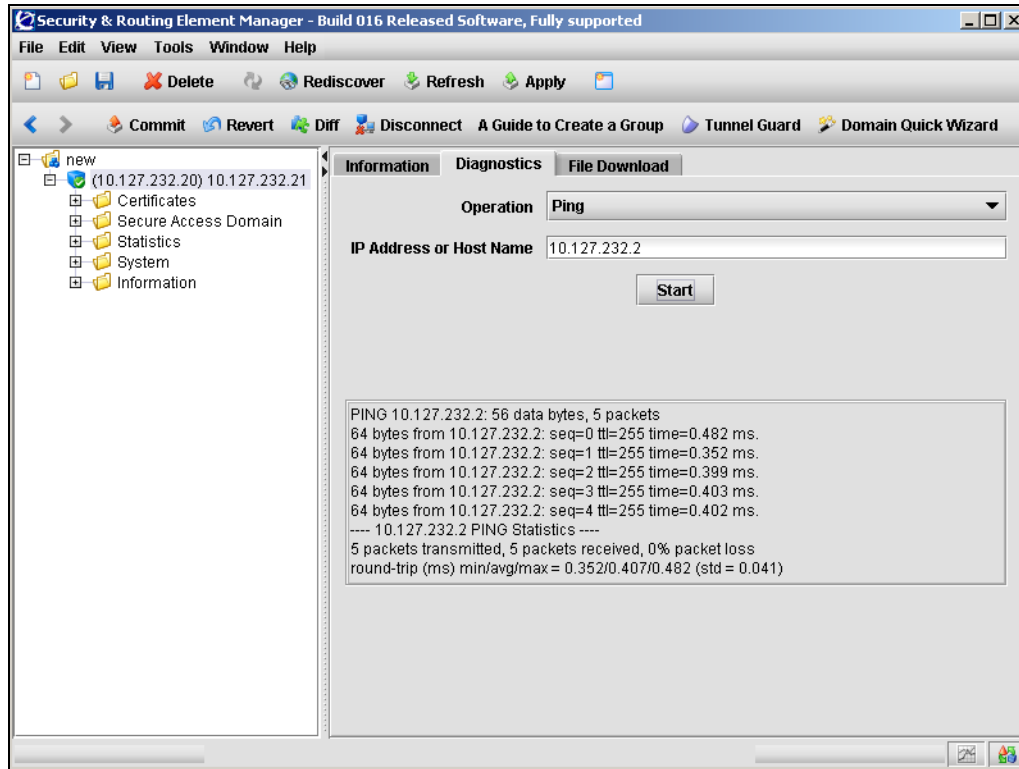 Security & Routing Element Manager - Build 016 Released Software, Fully supported
File Edit View Tools Window Help
Delete Rediscover Refresh Apply
Commit Revert Diff Disconnect A Guide to Create a Group Tunnel Guard Domain Quick Wizard
new
(10.127.232.20) 10.127.232.21
Certificates
Secure Access Domain
Statistics
System
Information
Information Diagnostics File Download
Operation Ping
IP Address or Host Name 10.127.232.2
Start
PING 10.127.232.2: 56 data bytes, 5 packets
64 bytes from 10.127.232.2: seq=0 ttl=255 time=0.482 ms.
64 bytes from 10.127.232.2: seq=1 ttl=255 time=0.352 ms.
64 bytes from 10.127.232.2: seq=2 ttl=255 time=0.399 ms.
64 bytes from 10.127.232.2: seq=3 ttl=255 time=0.403 ms.
64 bytes from 10.127.232.2: seq=4 ttl=255 time=0.402 ms.
---- 10.127.232.2 PING Statistics ----
5 packets transmitted, 5 packets received, 0% packet loss
round-trip (ms) min/avg/max = 0.352/0.407/0.482 (std = 0.041)